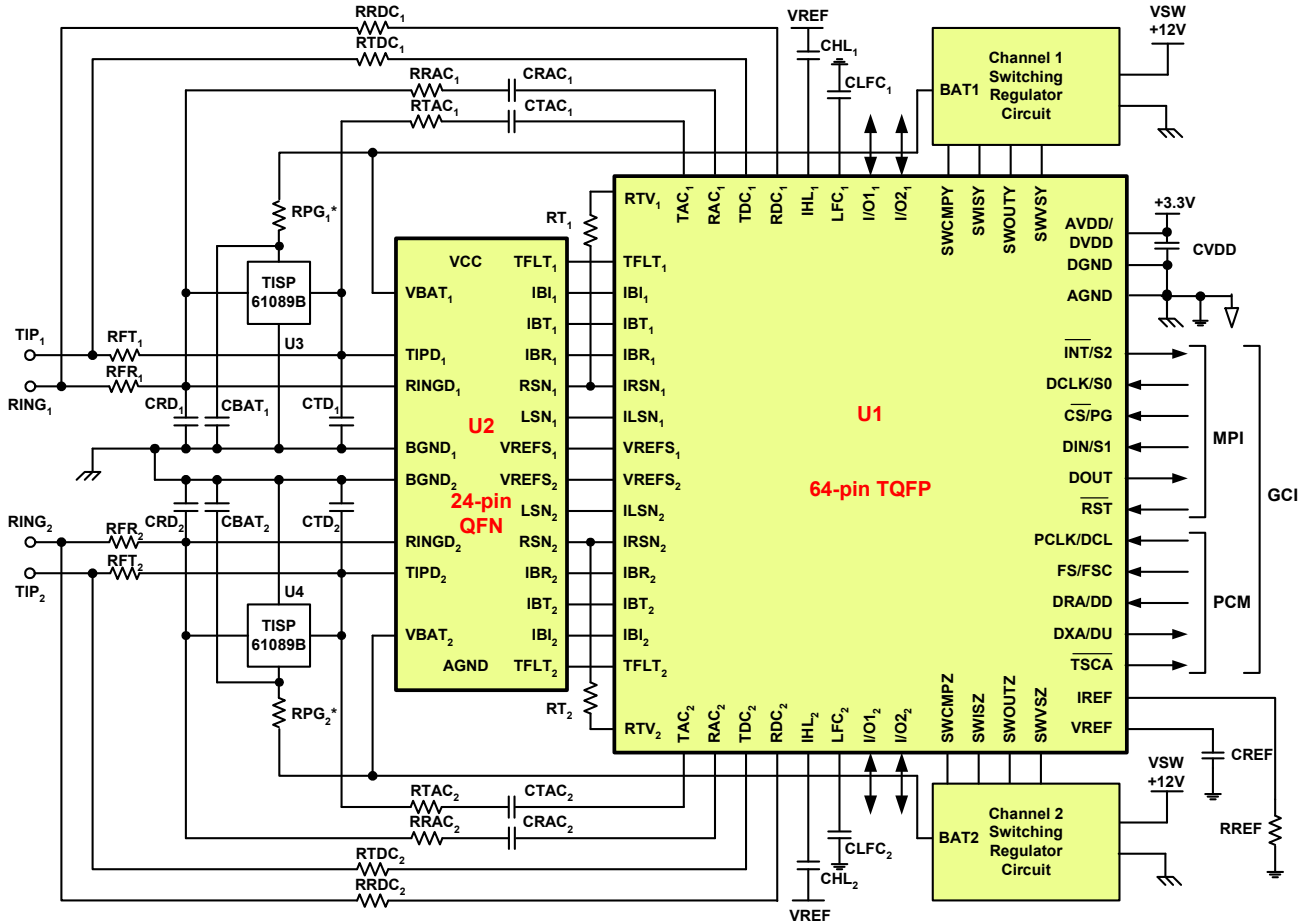 RRDC₁
RTDC₁
RRAC₁
CRAC₁
RTAC₁
CTAC₁
VREF
CHL₁
CLFC₁
BAT1
Channel 1
Switching
Regulator
Circuit
VSW
+12V
RPG₁*
TISP
61089B
U3
TIP₁
RFT₁
RFR₁
RING₁
CRD₁
CBAT₁
CTD₁
RING₂
RFR₂
RFT₂
TIP₂
CRD₂
CBAT₂
CTD₂
U4
TISP
61089B
RPG₂*
VCC
VBAT₁
TIPD₁
RINGD₁
BGND₁
BGND₂
RINGD₂
TIPD₂
VBAT₂
AGND
U2
24-pin
QFN
TFLT₁
IBI₁
IBT₁
IBR₁
RSN₁
LSN₁
VREFS₁
VREFS₂
LSN₂
RSN₂
IBR₂
IBT₂
IBI₂
TFLT₂
RT₁
RT₂
RTV₁
TFLT₁
IBI₁
IBT₁
IBR₁
IRSN₁
ILSN₁
VREFS₁
VREFS₂
ILSN₂
IRSN₂
IBR₂
IBT₂
IBI₂
TFLT₂
RTV₂
TAC₁
RAC₁
TDC₁
RDC₁
IHL₁
LFC₁
I/O1₁
I/O2₁
SWCMPY
SWISY
SWOUTY
SWVSY
U1
64-pin TQFP
TAC₂
RAC₂
TDC₂
RDC₂
IHL₂
LFC₂
I/O1₂
I/O2₂
SWCMPZ
SWISZ
SWOUTZ
SWVSZ
+3.3V
AVDD/
DVDD
CVDD
DGND
AGND
INT/S2
DCLK/S0
CS/PG
DIN/S1
DOUT
RST
PCLK/DCL
FS/FSC
DRA/DD
DXA/DU
TSCA
IREF
VREF
MPI
PCM
GCI
CREF
RREF
RTAC₂
CTAC₂
RRAC₂
CRAC₂
RTDC₂
RRDC₂
CHL₂
VREF
CLFC₂
BAT2
Channel 2
Switching
Regulator
Circuit
VSW
+12V